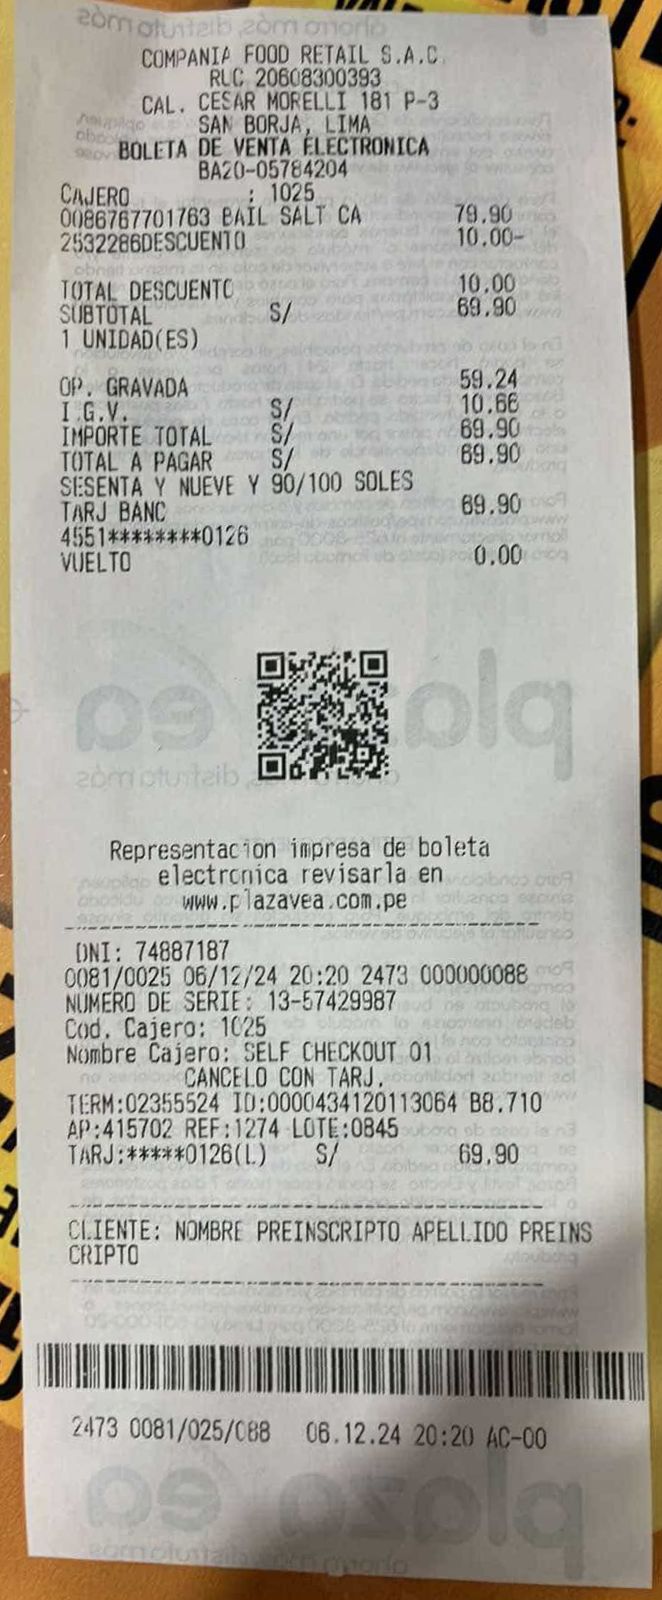 COMPANIA FOOD RETAIL S.A.C.
RUC 20608300393
CAL. CESAR MORELLI 181 P-3
SAN BORJA, LIMA
BOLETA DE VENTA ELECTRONICA
BA20-05784204
CAJERO : 1025
0086767701763 BAIL SALT CA 79.90
2532286DESCUENTO 10.00-
TOTAL DESCUENTO 10.00
SUBTOTAL S/ 69.90
1 UNIDAD(ES)
OP. GRAVADA 59.24
I.G.V. S/ 10.66
IMPORTE TOTAL S/ 69.90
TOTAL A PAGAR S/ 69.90
SESENTA Y NUEVE Y 90/100 SOLES
TARJ BANC 69.90
4551********0126
VUELTO 0.00
Representacion impresa de boleta
electronica revisarla en
www.plazavea.com.pe
DNI: 74887187
0081/0025 06/12/24 20:20 2473 000000088
NUMERO DE SERIE: 13-57429987
Cod. Cajero: 1025
Nombre Cajero: SELF CHECKOUT 01
CANCELO CON TARJ.
TERM:02355524 ID:0000434120113064 B8.710
AP:415702 REF:1274 LOTE:0845
TARJ:*****0126(L) S/ 69.90
CLIENTE: NOMBRE PREINSCRIPTO APELLIDO PREINS
CRIPTO
2473 0081/025/088 06.12.24 20:20 AC-00